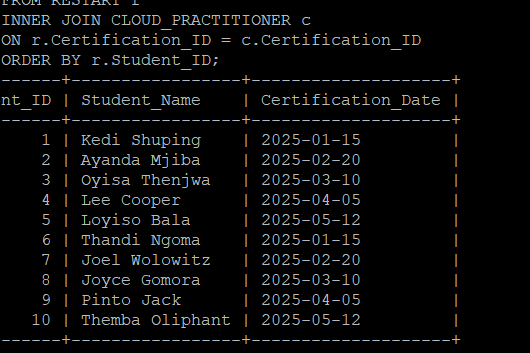 FROM RESTART r
INNER JOIN CLOUD_PRACTITIONER c
ON r.Certification_ID = c.Certification_ID
ORDER BY r.Student_ID;
------+-----------------+--------------------+
nt_ID | Student_Name    | Certification_Date |
------+-----------------+--------------------+
    1 | Kedi Shuping    | 2025-01-15         |
    2 | Ayanda Mjiba    | 2025-02-20         |
    3 | Oyisa Thenjwa   | 2025-03-10         |
    4 | Lee Cooper      | 2025-04-05         |
    5 | Loyiso Bala     | 2025-05-12         |
    6 | Thandi Ngoma    | 2025-01-15         |
    7 | Joel Wolowitz   | 2025-02-20         |
    8 | Joyce Gomora    | 2025-03-10         |
    9 | Pinto Jack      | 2025-04-05         |
   10 | Themba Oliphant | 2025-05-12         |
------+-----------------+--------------------+